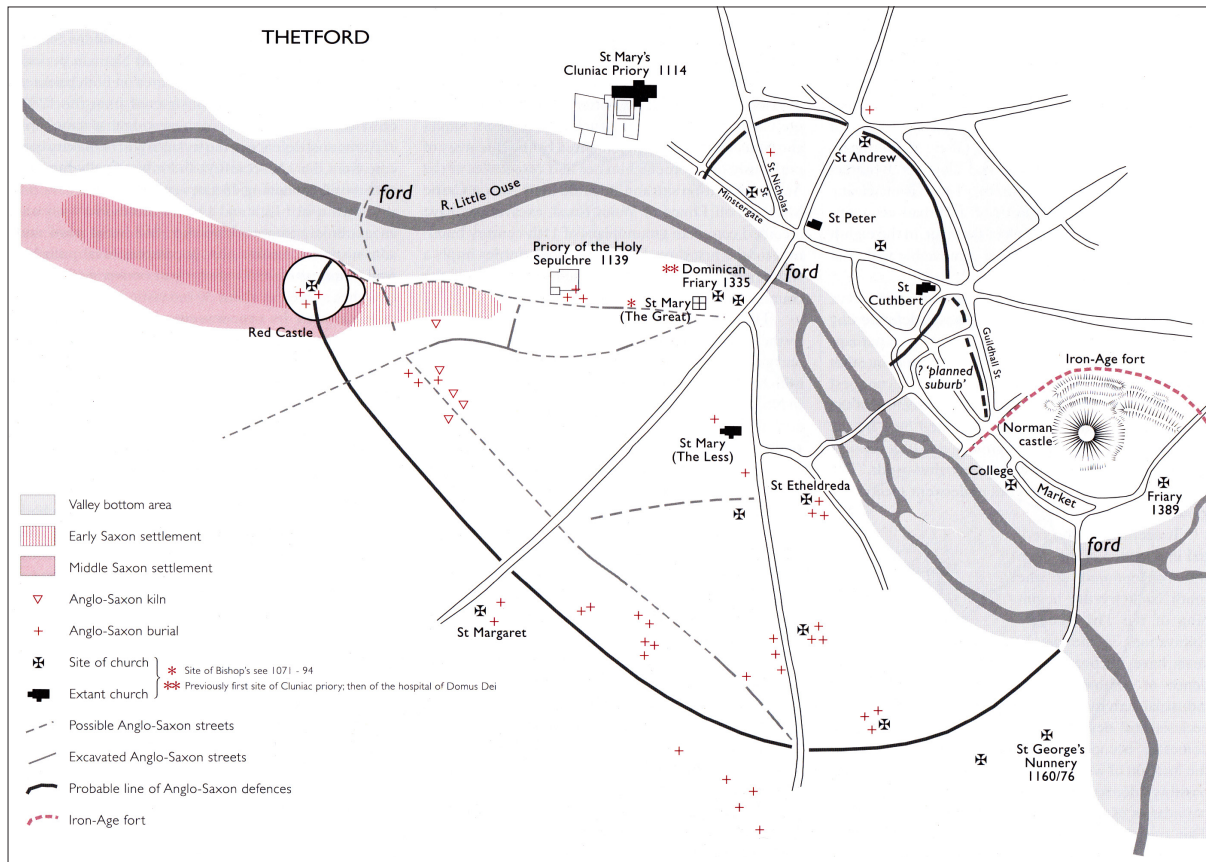 THETFORD
St Mary's
Cluniac Priory 1114
St Andrew
St Nicholas
St
Minstergate
ford
R. Little Ouse
St Peter
Priory of the Holy
Sepulchre 1139
** Dominican
Friary 1335
ford
* St Mary
(The Great)
St
Cuthbert
Red Castle
Guildhall St
Iron-Age fort
? 'planned
suburb'
Norman
castle
St Mary
(The Less)
College
Market
St Etheldreda
Friary
1389
ford
St Margaret
St George's
Nunnery
1160/76
Valley bottom area
Early Saxon settlement
Middle Saxon settlement
Anglo-Saxon kiln
Anglo-Saxon burial
Site of church
* Site of Bishop's see 1071 - 94
Extant church
** Previously first site of Cluniac priory; then of the hospital of Domus Dei
Possible Anglo-Saxon streets
Excavated Anglo-Saxon streets
Probable line of Anglo-Saxon defences
Iron-Age fort